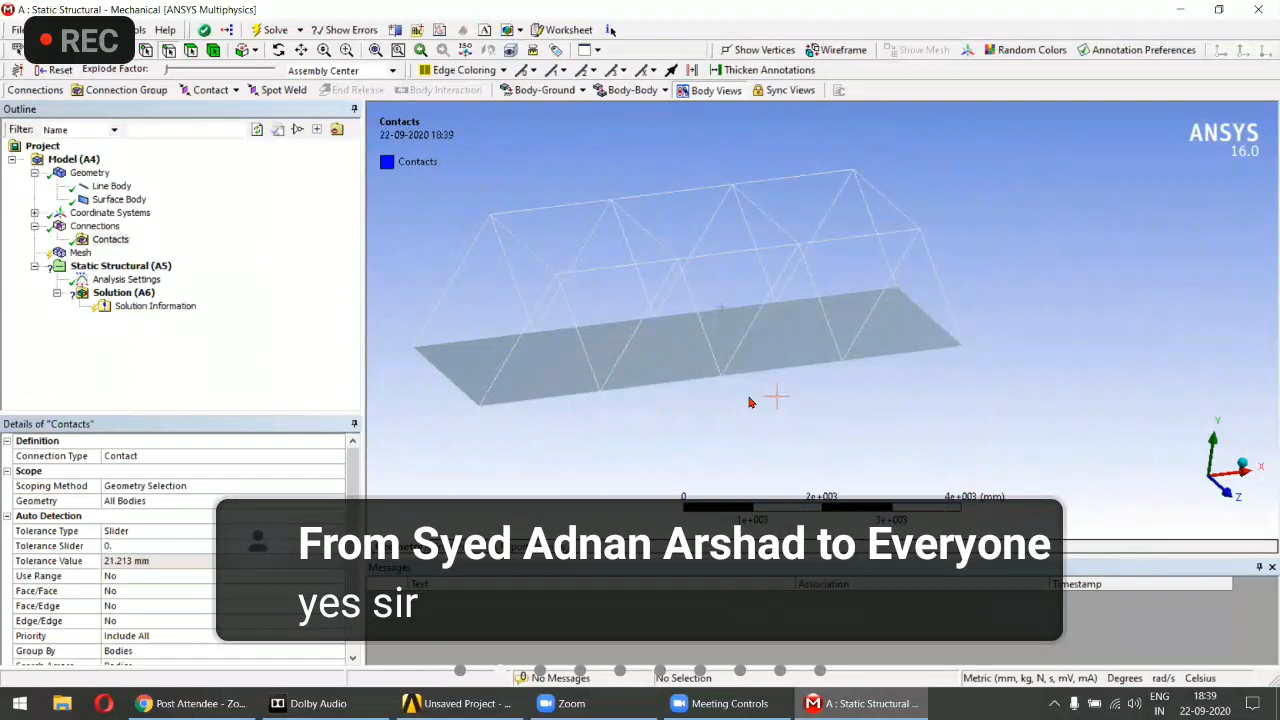 A : Static Structural - Mechanical [ANSYS Multiphysics]
REC
Help
Solve
?/ Show Errors
Worksheet
Show Vertices
Wireframe
Show Mesh
Random Colors
Annotation Preferences
Reset
Explode Factor:
Assembly Center
Edge Coloring
Thicken Annotations
Connections
Connection Group
Contact
Spot Weld
End Release
Body Interaction
Body-Ground
Body-Body
Body Views
Sync Views
Outline
Filter: Name
Project
Model (A4)
Geometry
Line Body
Surface Body
Coordinate Systems
Connections
Contacts
Mesh
Static Structural (A5)
Analysis Settings
Solution (A6)
Solution Information
Contacts
22-09-2020 18:39
Contacts
ANSYS
16.0
Y
X
Z
0
2e+003
4e+003 (mm)
1e+003
3e+003
Details of "Contacts"
Definition
Connection Type Contact
Scope
Scoping Method Geometry Selection
Geometry All Bodies
Auto Detection
Tolerance Type Slider
Tolerance Slider 0.
Tolerance Value 21.213 mm
Use Range No
Face/Face No
Face/Edge No
Edge/Edge No
Priority Include All
Group By Bodies
From Syed Adnan Arshad to Everyone
yes sir
Messages
Text
Association
Timestamp
0 No Messages
No Selection
Metric (mm, kg, N, s, mV, mA)
Degrees
rad/s
Celsius
Post Attendee - Zo...
Dolby Audio
Unsaved Project - ...
Zoom
Meeting Controls
A : Static Structural ...
ENG
IN
18:39
22-09-2020